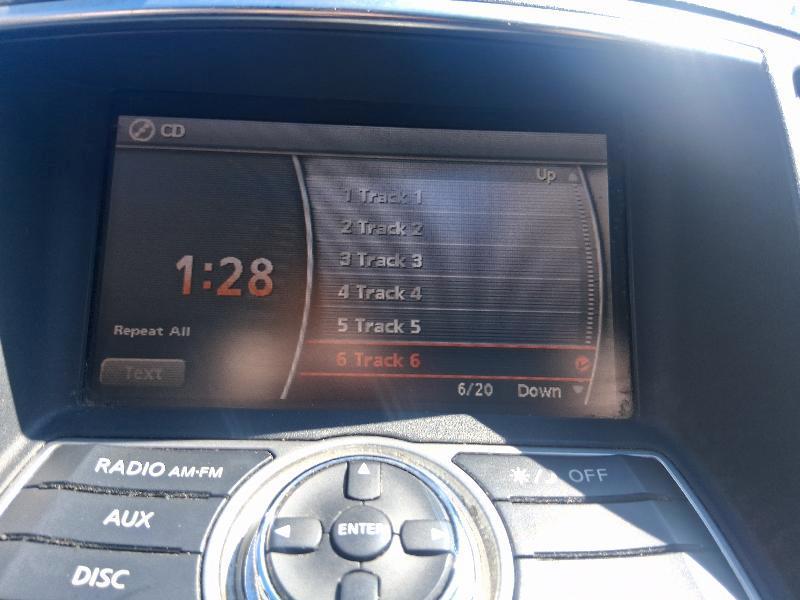 CD
Up
1 Track 1
2 Track 2
3 Track 3
4 Track 4
1:28
5 Track 5
Repeat All
6 Track 6
Text
6/20 Down
RADIO AM·FM
OFF
AUX
ENTER
DISC